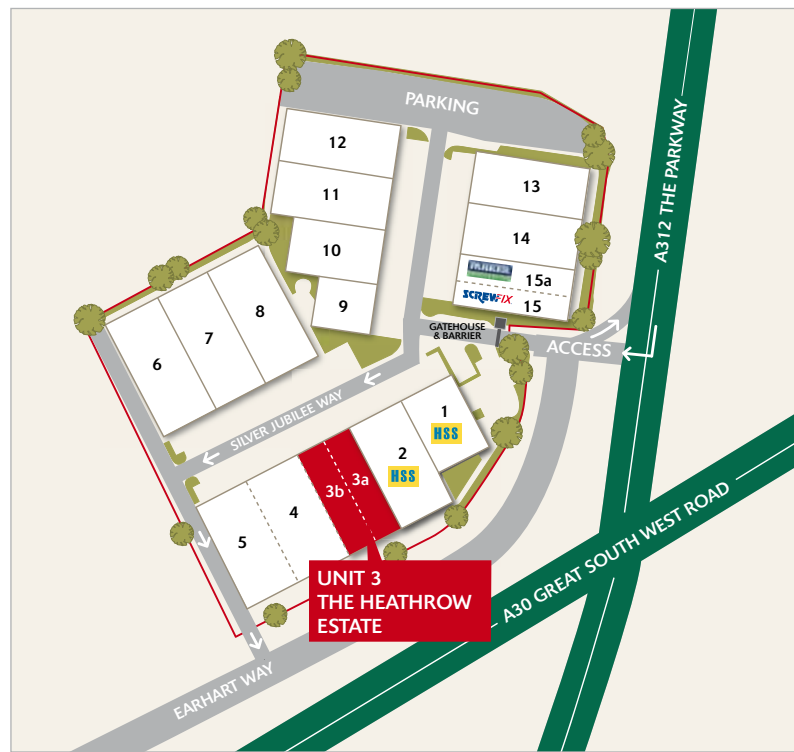 PARKING
12
11
10
9
13
14
15a
SCREWFIX
15
A312 THE PARKWAY
GATEHOUSE
& BARRIER
ACCESS
8
7
6
SILVER JUBILEE WAY
1
HSS
2
HSS
3a
3b
4
5
UNIT 3
THE HEATHROW
ESTATE
A30 GREAT SOUTH WEST ROAD
EARHART WAY